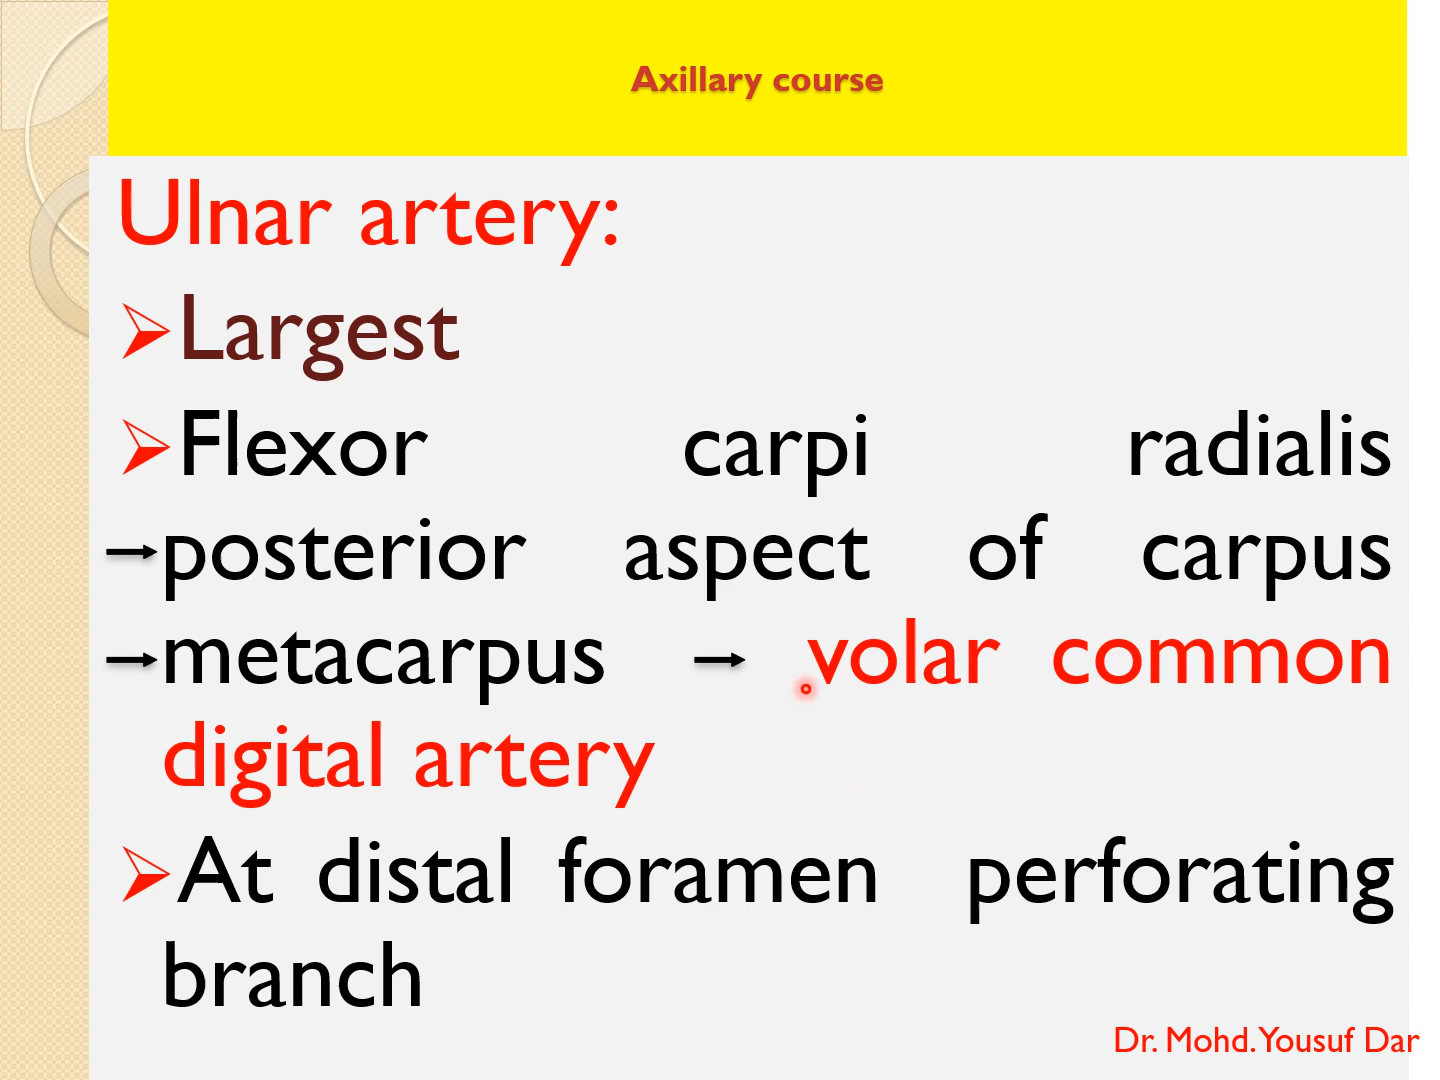 Axillary course
Ulnar artery:
Largest
Flexor carpi radialis
→posterior aspect of carpus
→metacarpus → volar common
digital artery
At distal foramen perforating
branch
Dr. Mohd.Yousuf Dar